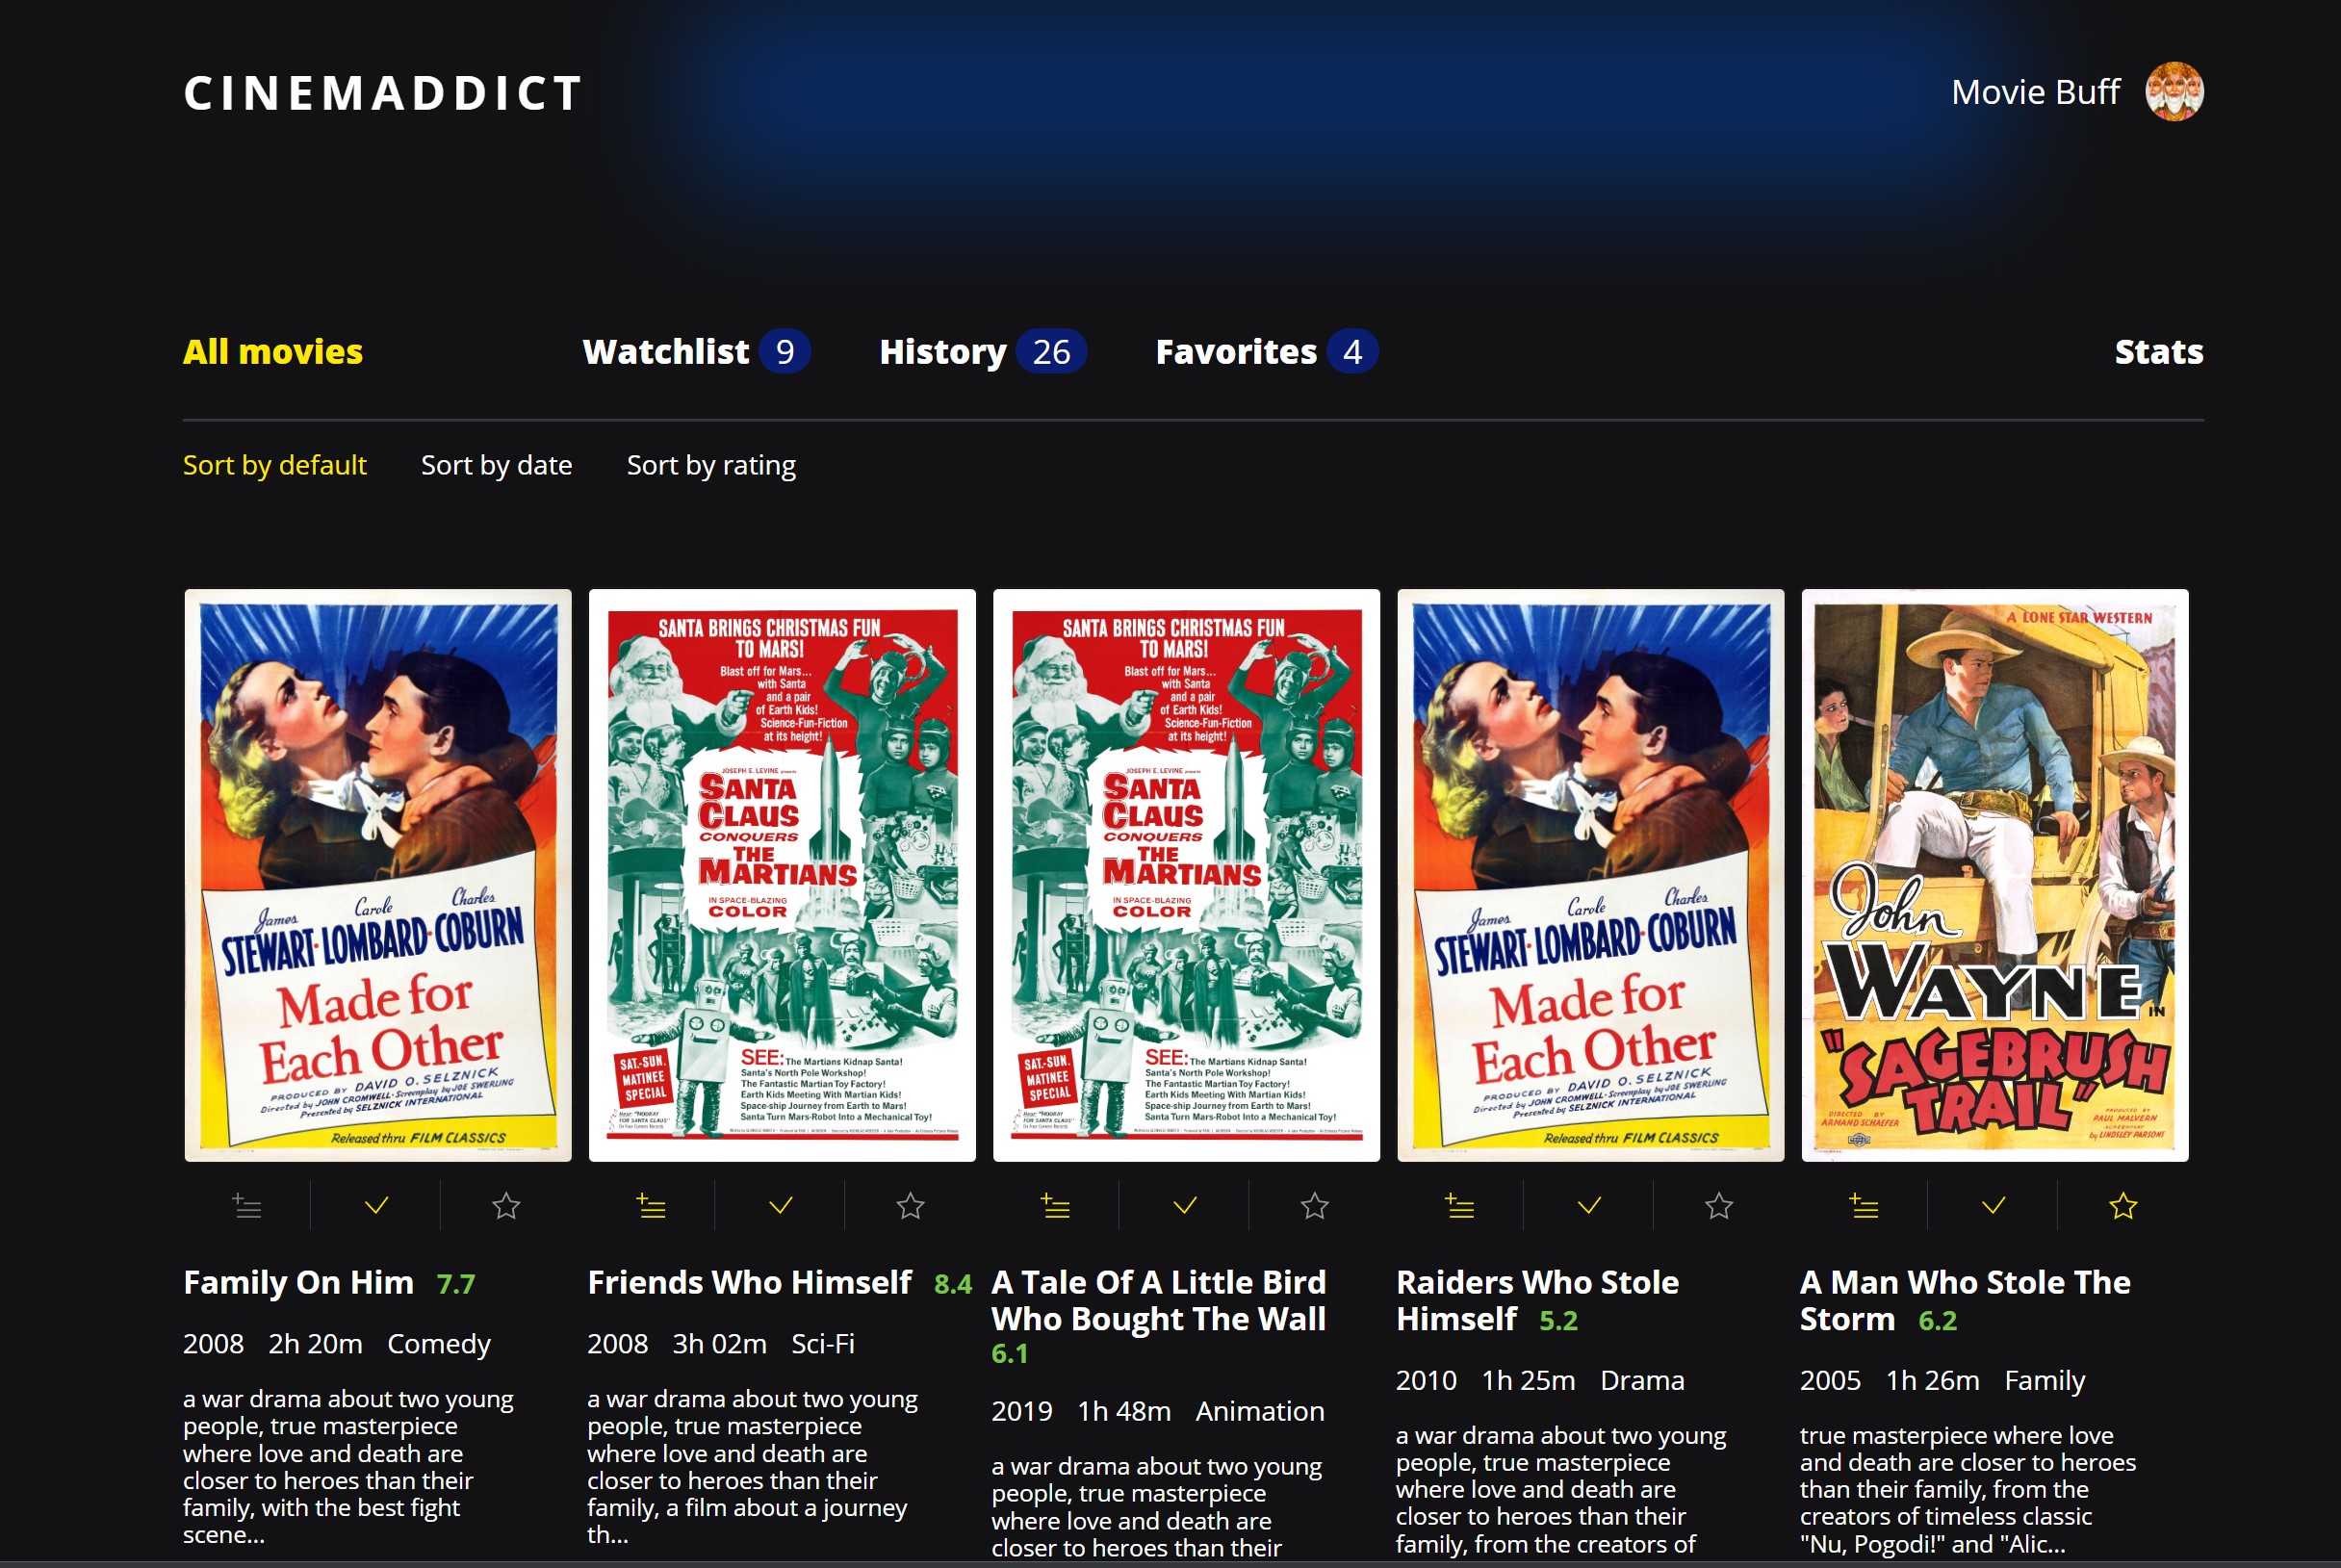 CINEMADDICT
Movie Buff
All movies
Watchlist 9
History 26
Favorites 4
Stats
Sort by default
Sort by date
Sort by rating
James Carole Charles
STEWART·LOMBARD·COBURN
Made for
Each Other
PRODUCED BY DAVID O. SELZNICK
Directed by JOHN CROMWELL · Screenplay by JOE SWERLING
Presented by SELZNICK INTERNATIONAL
Released thru FILM CLASSICS
Family On Him 7.7
2008 2h 20m Comedy
a war drama about two young
people, true masterpiece
where love and death are
closer to heroes than their
family, with the best fight
scene...
SANTA BRINGS CHRISTMAS FUN
TO MARS!
Blast off for Mars...
with Santa
and a pair
of Earth Kids!
Science-Fun-Fiction
at its height!
JOSEPH E. LEVINE presents
SANTA
CLAUS
CONQUERS
THE
MARTIANS
IN SPACE-BLAZING
COLOR
SAT.-SUN.
MATINEE
SPECIAL
SEE: The Martians Kidnap Santa!
Santa's North Pole Workshop!
The Fantastic Martian Toy Factory!
Earth Kids Meeting With Martian Kids!
Space-ship Journey from Earth to Mars!
Santa Turn Mars-Robot Into a Mechanical Toy!
Hear: "HOORAY
FOR SANTA CLAUS"
Friends Who Himself 8.4
2008 3h 02m Sci-Fi
a war drama about two young
people, true masterpiece
where love and death are
closer to heroes than their
family, a film about a journey
th...
SANTA BRINGS CHRISTMAS FUN
TO MARS!
Blast off for Mars...
with Santa
and a pair
of Earth Kids!
Science-Fun-Fiction
at its height!
JOSEPH E. LEVINE presents
SANTA
CLAUS
CONQUERS
THE
MARTIANS
IN SPACE-BLAZING
COLOR
SAT.-SUN.
MATINEE
SPECIAL
SEE: The Martians Kidnap Santa!
Santa's North Pole Workshop!
The Fantastic Martian Toy Factory!
Earth Kids Meeting With Martian Kids!
Space-ship Journey from Earth to Mars!
Santa Turn Mars-Robot Into a Mechanical Toy!
Hear: "HOORAY
FOR SANTA CLAUS"
A Tale Of A Little Bird
Who Bought The Wall
6.1
2019 1h 48m Animation
a war drama about two young
people, true masterpiece
where love and death are
closer to heroes than their
James Carole Charles
STEWART·LOMBARD·COBURN
Made for
Each Other
PRODUCED BY DAVID O. SELZNICK
Directed by JOHN CROMWELL · Screenplay by JOE SWERLING
Presented by SELZNICK INTERNATIONAL
Released thru FILM CLASSICS
Raiders Who Stole
Himself 5.2
2010 1h 25m Drama
a war drama about two young
people, true masterpiece
where love and death are
closer to heroes than their
family, from the creators of
A LONE STAR WESTERN
John
WAYNE IN
"SAGEBRUSH
TRAIL"
DIRECTED BY
ARMAND SCHAEFER
PRODUCED BY
PAUL MALVERN
SCREENPLAY
by LINDSLEY PARSONS
A Man Who Stole The
Storm 6.2
2005 1h 26m Family
true masterpiece where love
and death are closer to heroes
than their family, from the
creators of timeless classic
"Nu, Pogodi!" and "Alic...